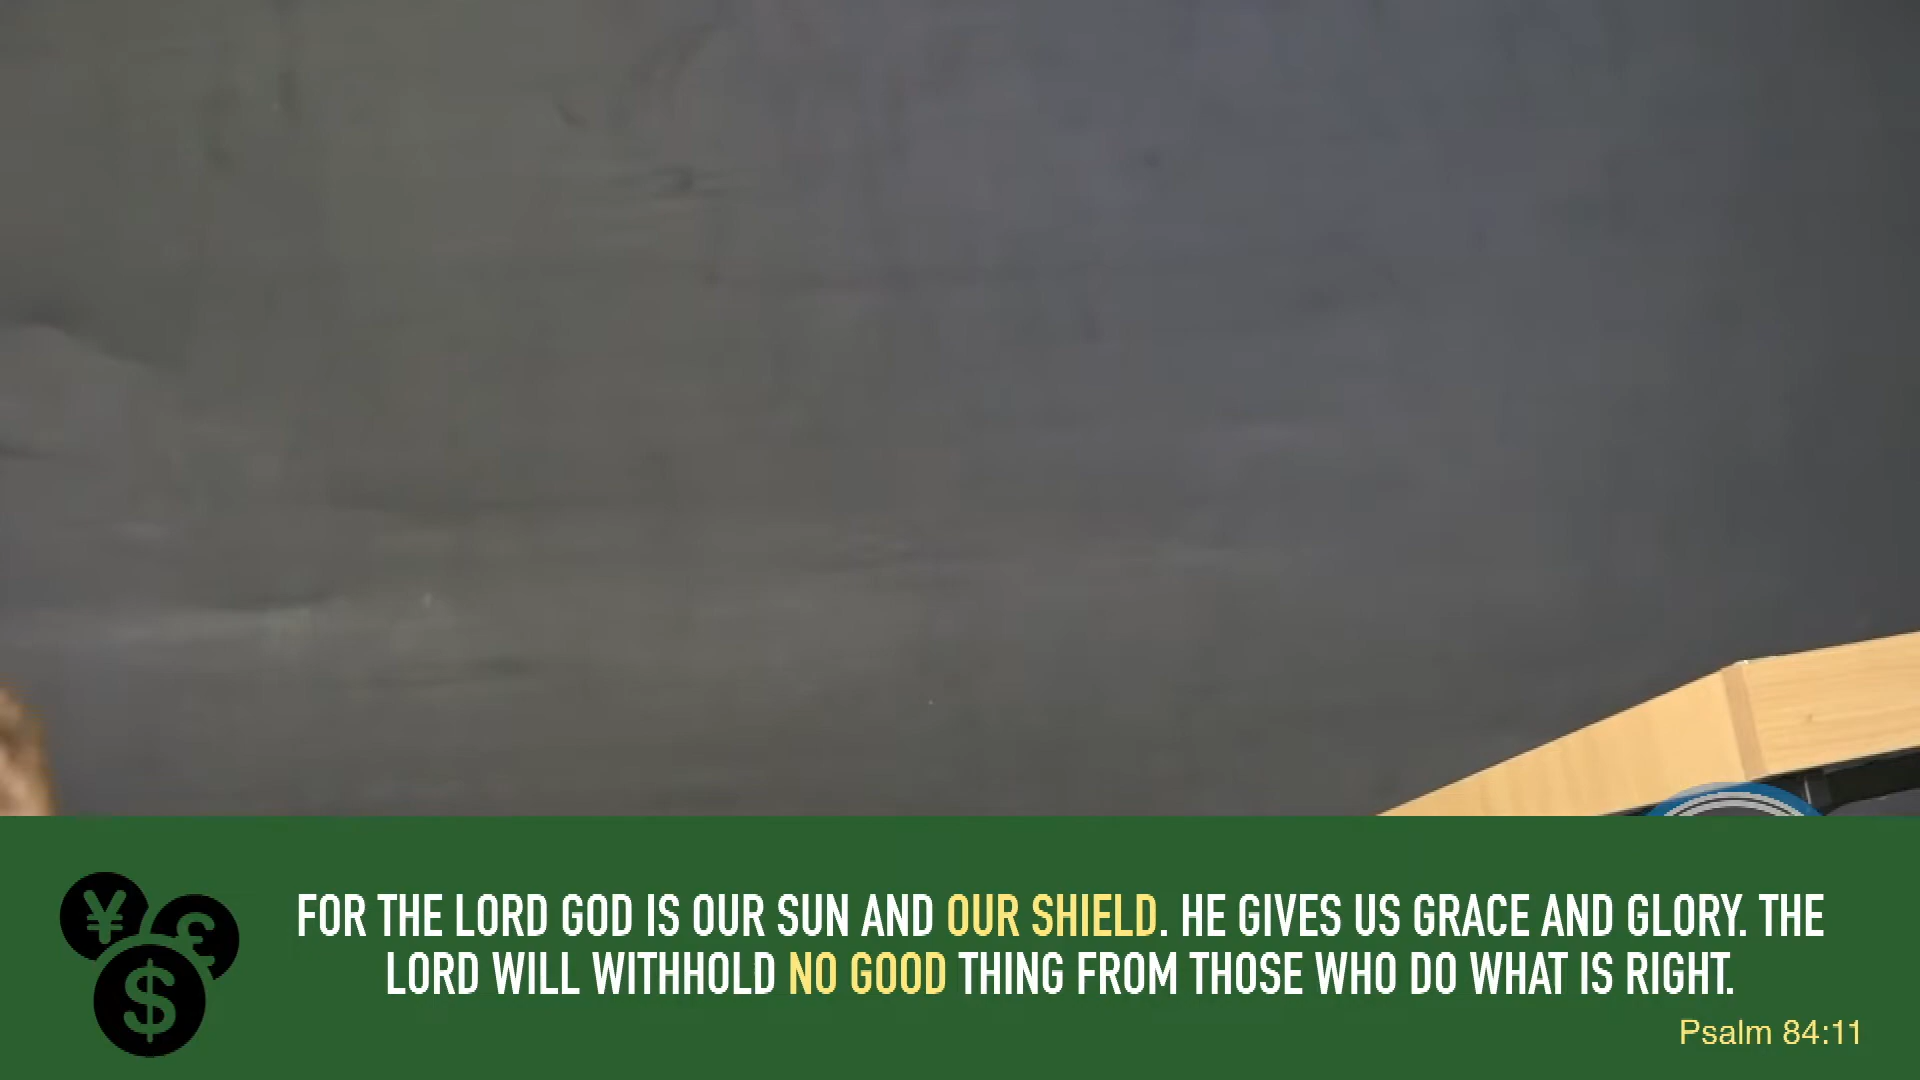 ¥ £
$
FOR THE LORD GOD IS OUR SUN AND OUR SHIELD. HE GIVES US GRACE AND GLORY. THE
LORD WILL WITHHOLD NO GOOD THING FROM THOSE WHO DO WHAT IS RIGHT.
Psalm 84:11